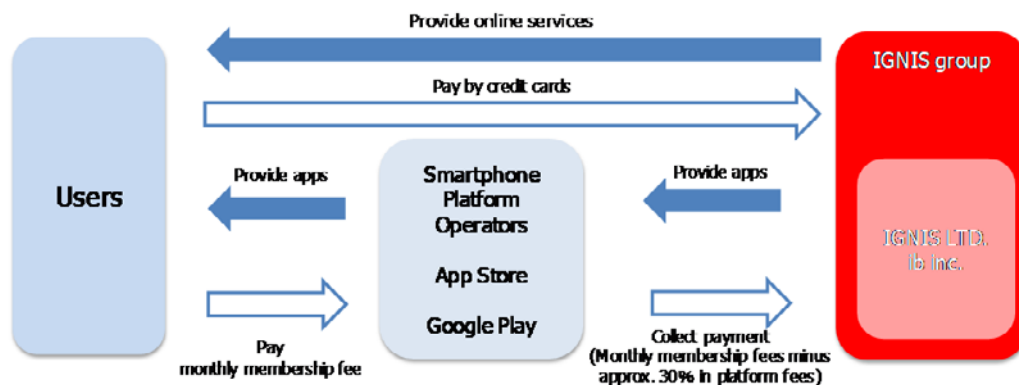 Provide online services
IGNIS group
Pay by credit cards
Users
Provide apps
Smartphone
Platform
Operators
App Store
Google Play
Provide apps
IGNIS LTD.
ib Inc.
Pay
monthly membership fee
Collect payment
(Monthly membership fees minus
approx. 30% in platform fees)